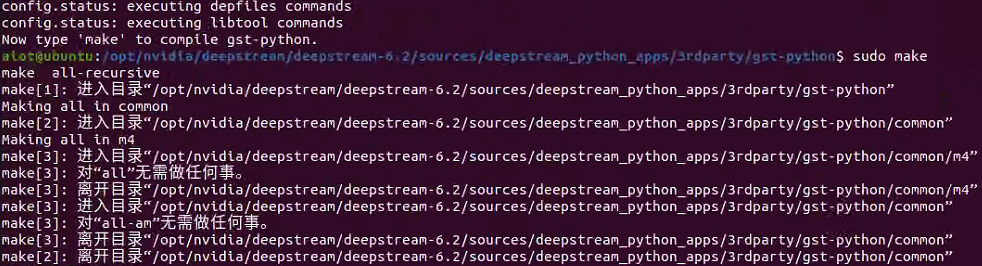 config.status: executing depfiles commands
config.status: executing libtool commands
Now type 'make' to compile gst-python.
aiot@ubuntu:/opt/nvidia/deepstream/deepstream-6.2/sources/deepstream_python_apps/3rdparty/gst-python$ sudo make
make  all-recursive
make[1]: 进入目录“/opt/nvidia/deepstream/deepstream-6.2/sources/deepstream_python_apps/3rdparty/gst-python”
Making all in common
make[2]: 进入目录“/opt/nvidia/deepstream/deepstream-6.2/sources/deepstream_python_apps/3rdparty/gst-python/common”
Making all in m4
make[3]: 进入目录“/opt/nvidia/deepstream/deepstream-6.2/sources/deepstream_python_apps/3rdparty/gst-python/common/m4”
make[3]: 对“all”无需做任何事。
make[3]: 离开目录“/opt/nvidia/deepstream/deepstream-6.2/sources/deepstream_python_apps/3rdparty/gst-python/common/m4”
make[3]: 进入目录“/opt/nvidia/deepstream/deepstream-6.2/sources/deepstream_python_apps/3rdparty/gst-python/common”
make[3]: 对“all-am”无需做任何事。
make[3]: 离开目录“/opt/nvidia/deepstream/deepstream-6.2/sources/deepstream_python_apps/3rdparty/gst-python/common”
make[2]: 离开目录“/opt/nvidia/deepstream/deepstream-6.2/sources/deepstream_python_apps/3rdparty/gst-python/common”